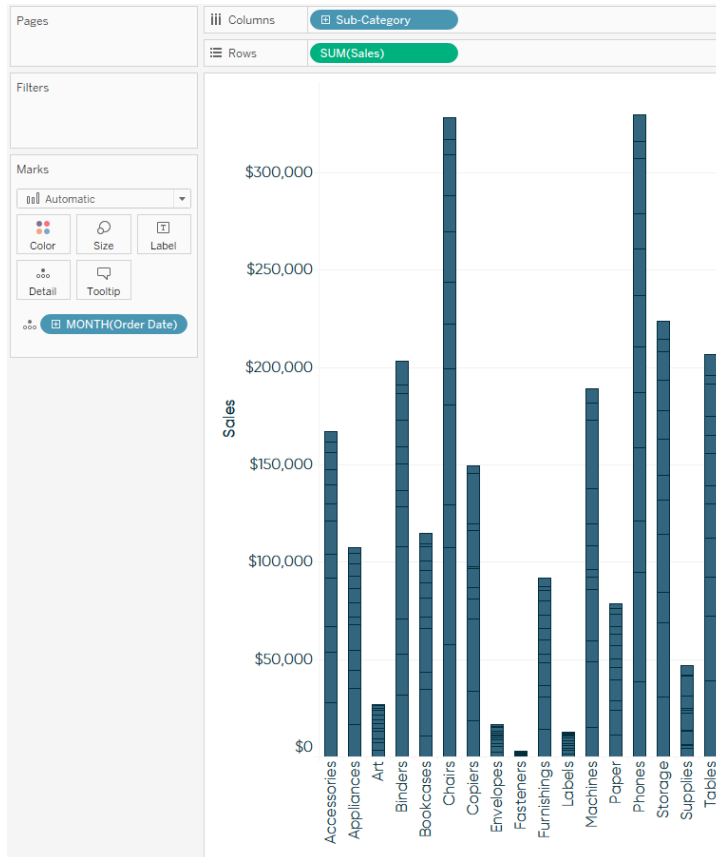 Pages
Columns
Sub-Category
Rows
SUM(Sales)
Filters
Marks
Automatic
Color
Size
Label
Detail
Tooltip
MONTH(Order Date)
Sales
$300,000
$250,000
$200,000
$150,000
$100,000
$50,000
$0
Accessories
Appliances
Art
Binders
Bookcases
Chairs
Copiers
Envelopes
Fasteners
Furnishings
Labels
Machines
Paper
Phones
Storage
Supplies
Tables